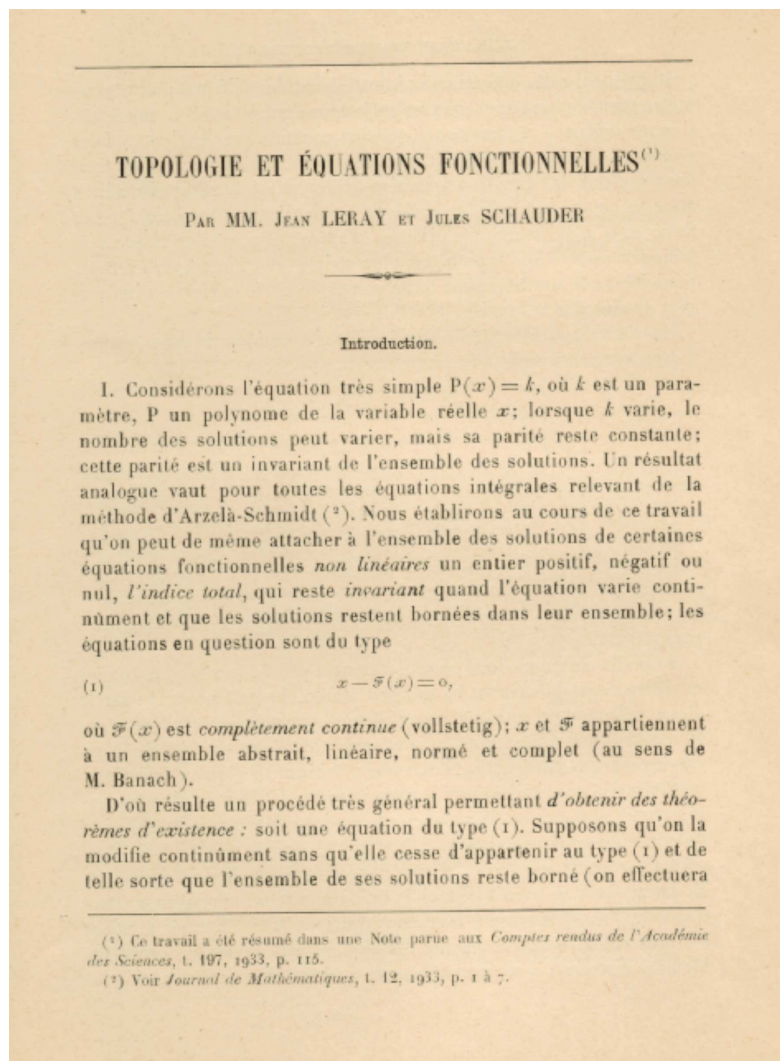 TOPOLOGIE ET ÉQUATIONS FONCTIONNELLES(¹)
PAR MM. JEAN LERAY ET JULES SCHAUDER
Introduction.
I. Considérons l'équation très simple P(x) = k, où k est un para-
mètre, P un polynome de la variable réelle x; lorsque k varie, le
nombre des solutions peut varier, mais sa parité reste constante;
cette parité est un invariant de l'ensemble des solutions. Un résultat
analogue vaut pour toutes les équations intégrales relevant de la
méthode d'Arzelà-Schmidt (²). Nous établirons au cours de ce travail
qu'on peut de même attacher à l'ensemble des solutions de certaines
équations fonctionnelles non linéaires un entier positif, négatif ou
nul, l'indice total, qui reste invariant quand l'équation varie conti-
nûment et que les solutions restent bornées dans leur ensemble; les
équations en question sont du type
(1) x — ℱ(x) = 0,
où ℱ(x) est complètement continue (vollstetig); x et ℱ appartiennent
à un ensemble abstrait, linéaire, normé et complet (au sens de
M. Banach).
D'où résulte un procédé très général permettant d'obtenir des théo-
rèmes d'existence : soit une équation du type (1). Supposons qu'on la
modifie continûment sans qu'elle cesse d'appartenir au type (1) et de
telle sorte que l'ensemble de ses solutions reste borné (on effectuera
(¹) Ce travail a été résumé dans une Note parue aux Comptes rendus de l'Académie
des Sciences, t. 197, 1933, p. 115.
(²) Voir Journal de Mathématiques, t. 12, 1933, p. 1 à 7.